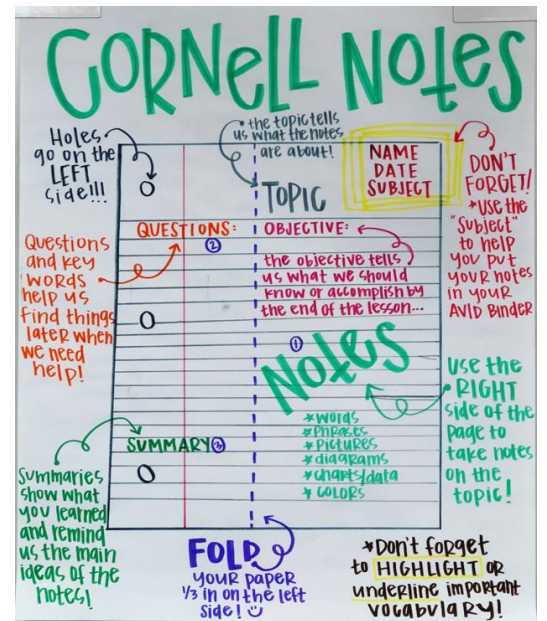 CORNELL NOTES
Holes
go on the
LEFT
side!!!
the topic tells
us what the notes
are about!
TOPIC
NAME
DATE
SUBJECT
DON'T
FORGET!
*USE the
"Subject"
to help
you put
your notes
in your
AVID Binder
QUESTIONS:
②
OBJECTIVE:
the objective tells
us what we should
know or accomplish by
the end of the lesson...
Questions
and key
words
help us
find things
later when
we need
help!
①
Notes
*words
*phrases
*pictures
*diagrams
*charts/data
*colors
use the
RIGHT
side of the
page to
take notes
on the
topic!
SUMMARY③
Summaries
show what
you learned
and remind
us the main
ideas of the
notes!
FOLD
your paper
1/3 in on the left
side!
*Don't forget
to HIGHLIGHT OR
underline important
vocabulary!